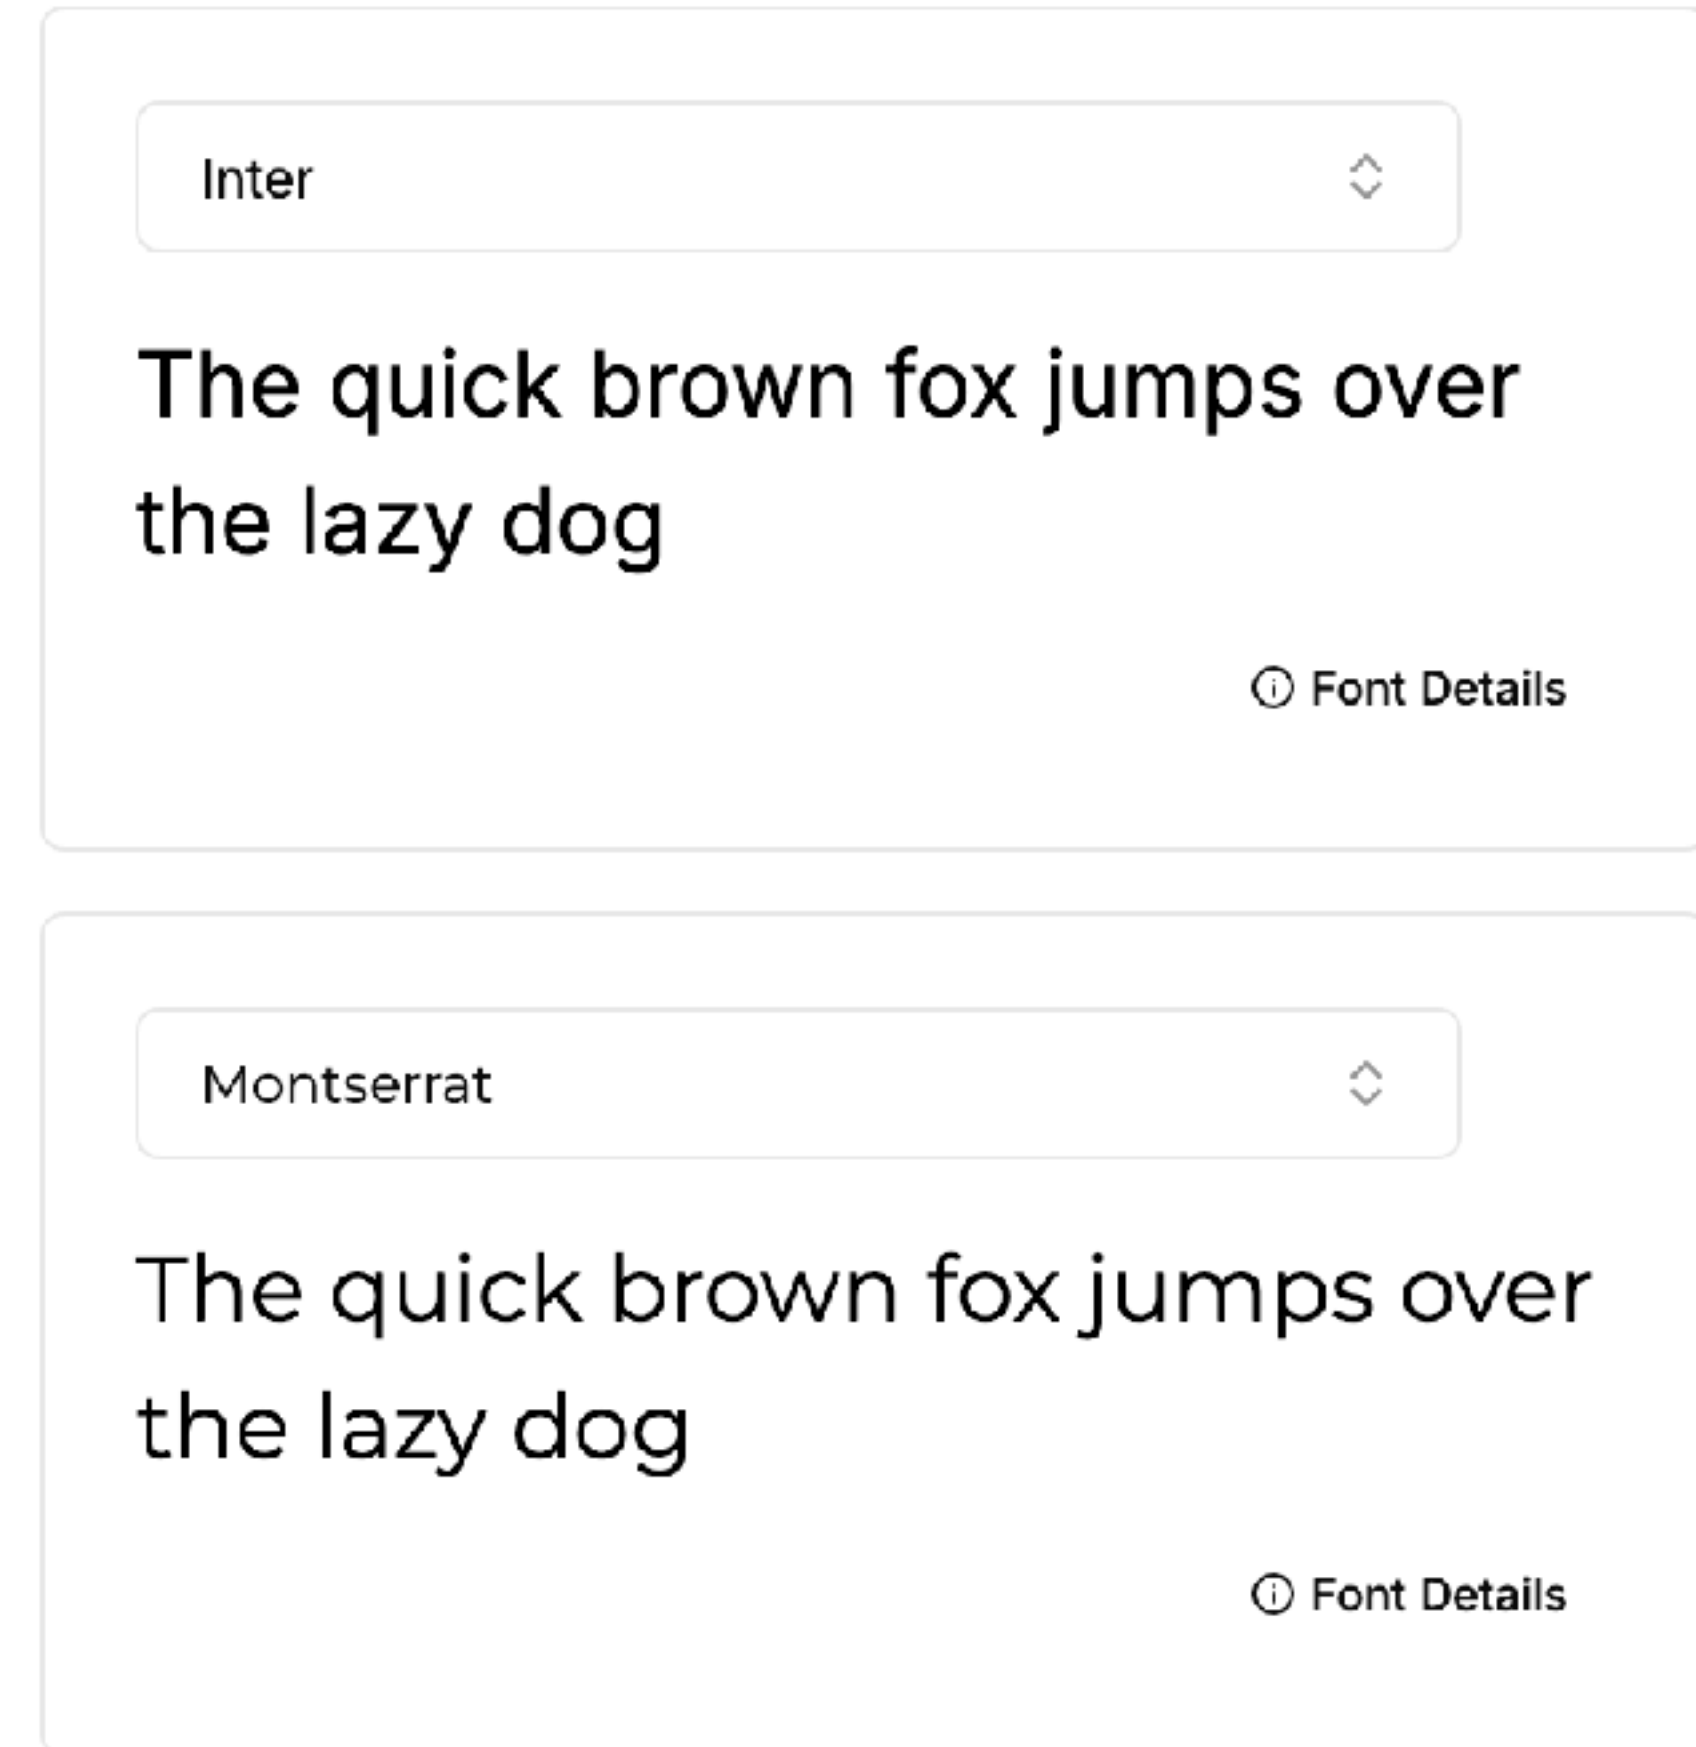 Inter
The quick brown fox jumps over
the lazy dog
Font Details
Montserrat
The quick brown fox jumps over
the lazy dog
Font Details